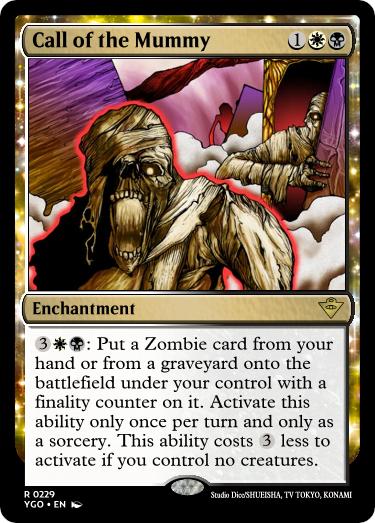 Call of the Mummy 1
Enchantment
3: Put a Zombie card from your
hand or from a graveyard onto the
battlefield under your control with a
finality counter on it. Activate this
ability only once per turn and only as
a sorcery. This ability costs 3 less to
activate if you control no creatures.
R 0229
YGO • EN Studio Dice/SHUEISHA, TV TOKYO, KONAMI